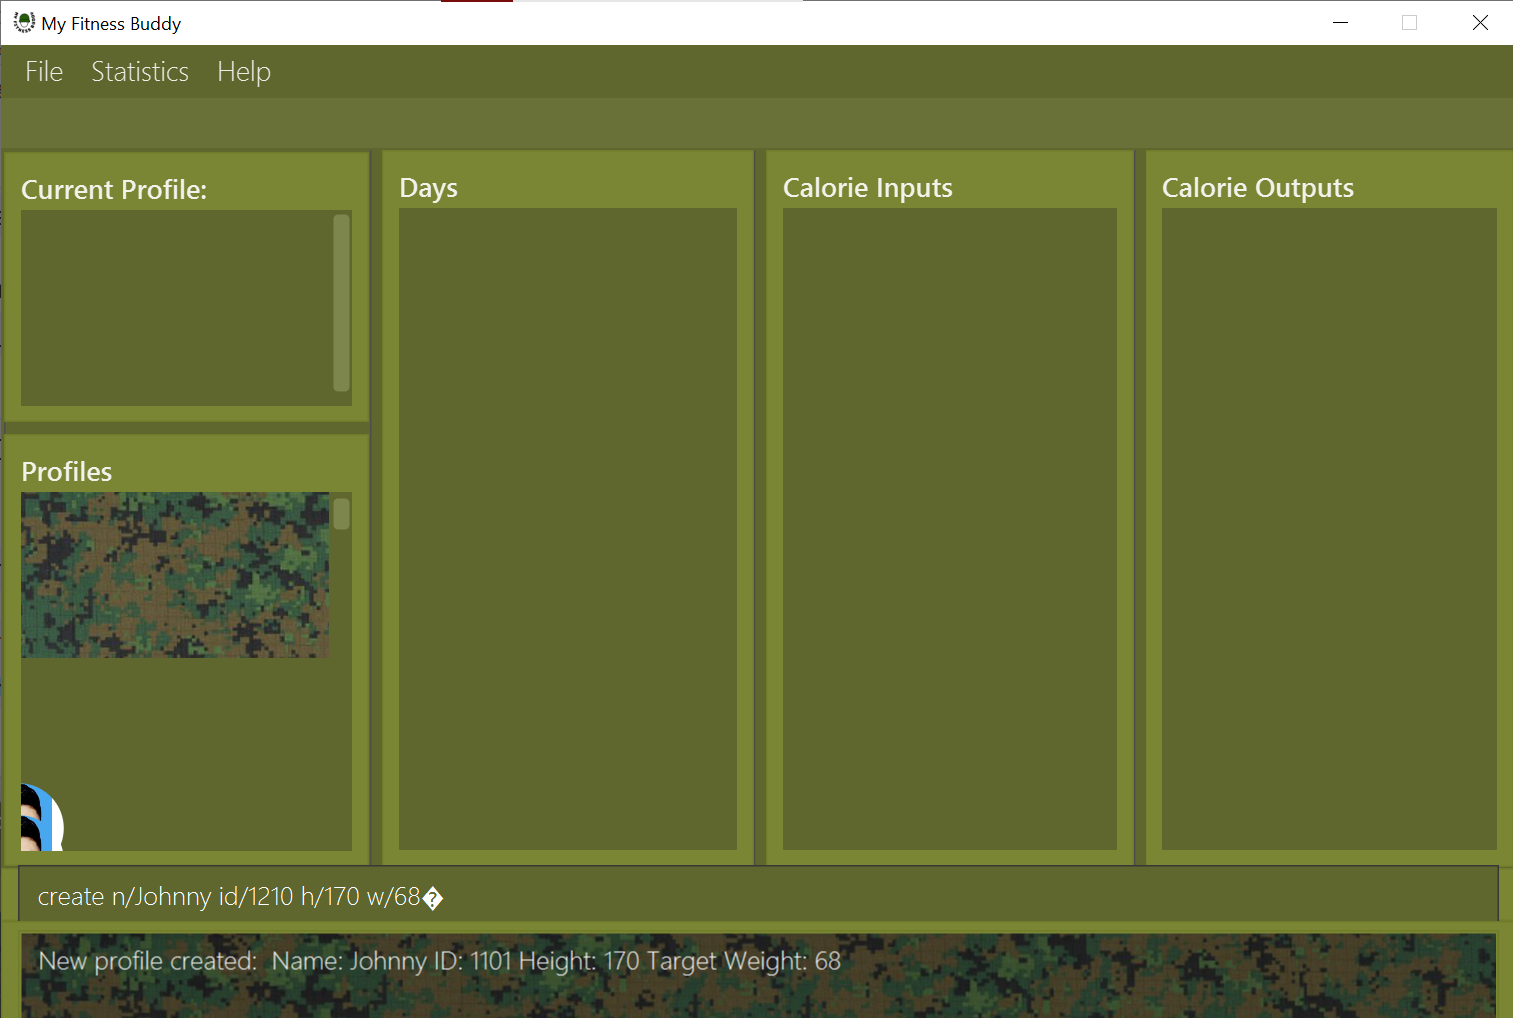 My Fitness Buddy
File Statistics Help
Current Profile:
Days
Calorie Inputs
Calorie Outputs
Profiles
create n/Johnny id/1210 h/170 w/68�
New profile created:  Name: Johnny ID: 1101 Height: 170 Target Weight: 68